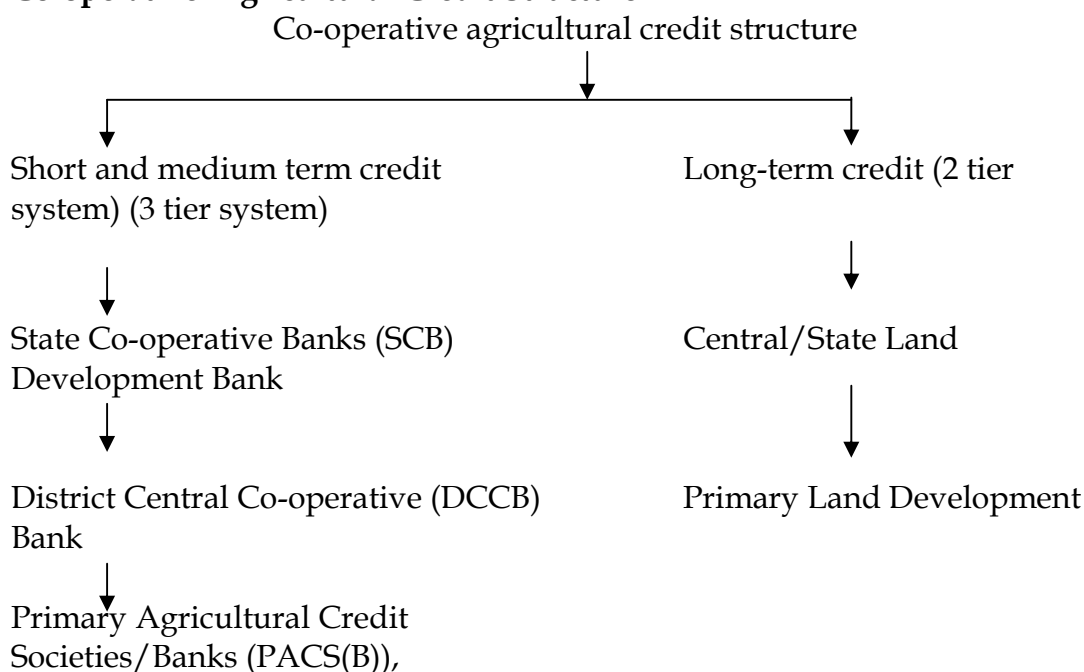 Co-operative agricultural credit structure
Short and medium term credit
system) (3 tier system)
Long-term credit (2 tier
State Co-operative Banks (SCB)
Development Bank
Central/State Land
District Central Co-operative (DCCB)
Bank
Primary Land Development
Primary Agricultural Credit
Societies/Banks (PACS(B)),